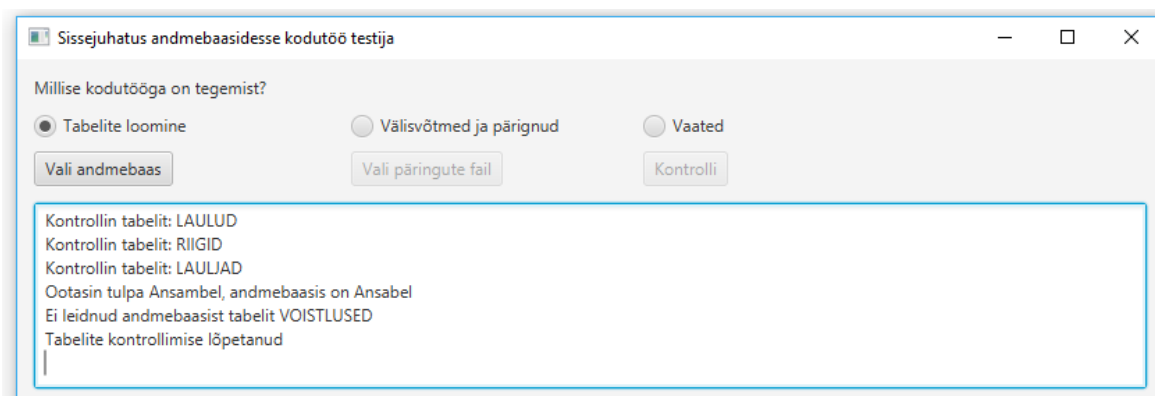 Sissejuhatus andmebaasidesse kodutöö testija
Millise kodutööga on tegemist?
Tabelite loomine Välisvõtmed ja pärignud Vaated
Vali andmebaas Vali päringute fail Kontrolli
Kontrollin tabelit: LAULUD
Kontrollin tabelit: RIIGID
Kontrollin tabelit: LAULJAD
Ootasin tulpa Ansambel, andmebaasis on Ansabel
Ei leidnud andmebaasist tabelit VOISTLUSED
Tabelite kontrollimise lõpetanud